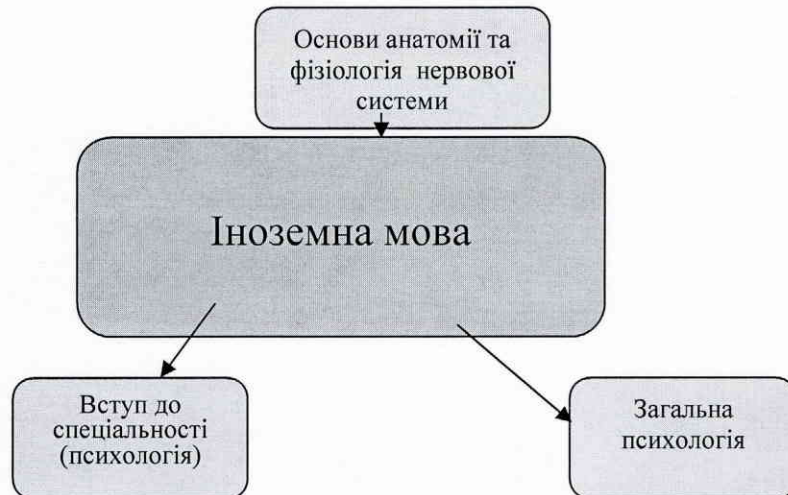 Основи анатомії та
фізіологія нервової
системи
Іноземна мова
Вступ до
спеціальності
(психологія)
Загальна
психологія